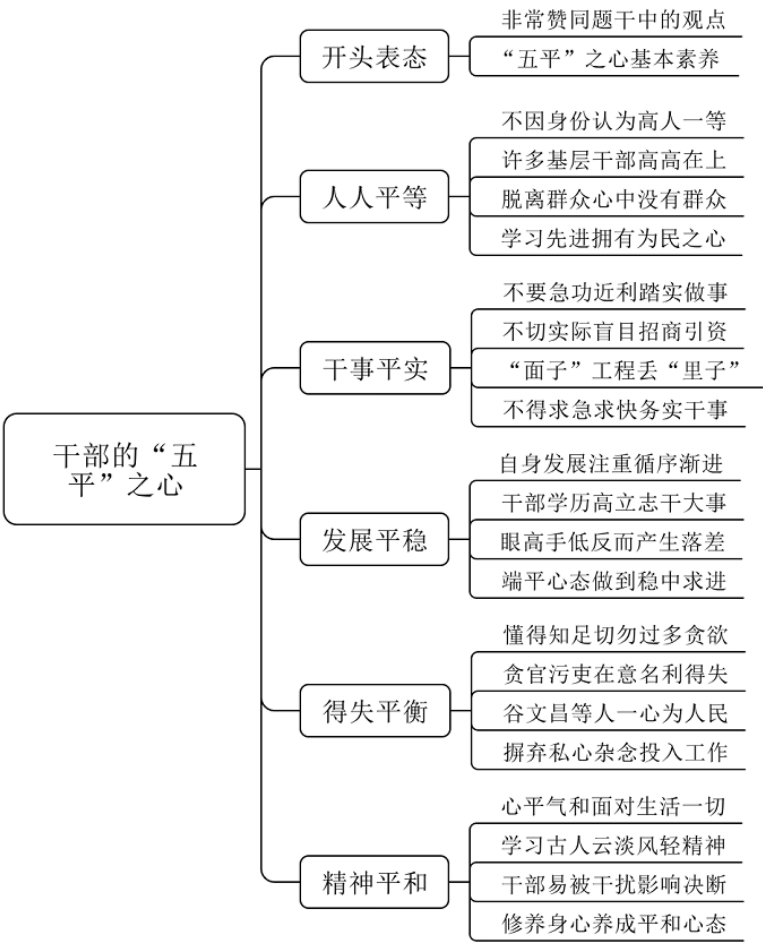 干部的“五
平”之心
开头表态
非常赞同题干中的观点
“五平”之心基本素养
人人平等
不因身份认为高人一等
许多基层干部高高在上
脱离群众心中没有群众
学习先进拥有为民之心
干事平实
不要急功近利踏实做事
不切实际盲目招商引资
“面子”工程丢“里子”
不得求急求快务实干事
发展平稳
自身发展注重循序渐进
干部学历高立志干大事
眼高手低反而产生落差
端平心态做到稳中求进
得失平衡
懂得知足切勿过多贪欲
贪官污吏在意名利得失
谷文昌等人一心为人民
摒弃私心杂念投入工作
精神平和
心平气和面对生活一切
学习古人云淡风轻精神
干部易被干扰影响决断
修养身心养成平和心态